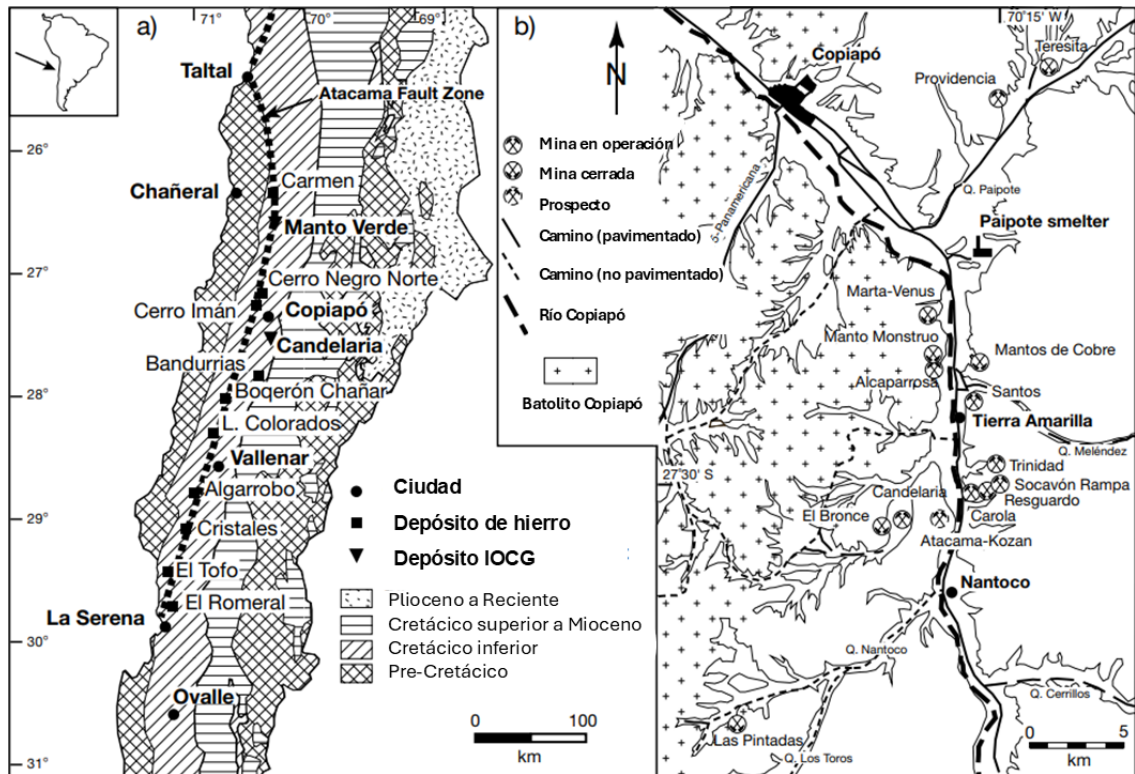 a)
71°
70°
69°
26°
27°
28°
29°
30°
31°
Taltal
Atacama Fault Zone
Chañeral
Carmen
Manto Verde
Cerro Negro Norte
Cerro Imán
Copiapó
Candelaria
Bandurrias
Boqerón Chañar
L. Colorados
Vallenar
Algarrobo
Cristales
El Tofo
El Romeral
La Serena
Ovalle
Ciudad
Depósito de hierro
Depósito IOCG
Plioceno a Reciente
Cretácico superior a Mioceno
Cretácico inferior
Pre-Cretácico
0 100
km
b)
N
Mina en operación
Mina cerrada
Prospecto
Camino (pavimentado)
Camino (no pavimentado)
Río Copiapó
Batolito Copiapó
70°15' W
Teresita
Copiapó
Providencia
5-Panamericana
Q. Paipote
Paipote smelter
Marta-Venus
Manto Monstruo
Mantos de Cobre
Alcaparrosa
Santos
Tierra Amarilla
Q. Meléndez
27°30' S
Trinidad
Candelaria
Socavón Rampa
Resguardo
El Bronce
Carola
Atacama-Kozan
Nantoco
Q. Nantoco
Q. Cerrillos
Las Pintadas
Q. Los Toros
0 5
km